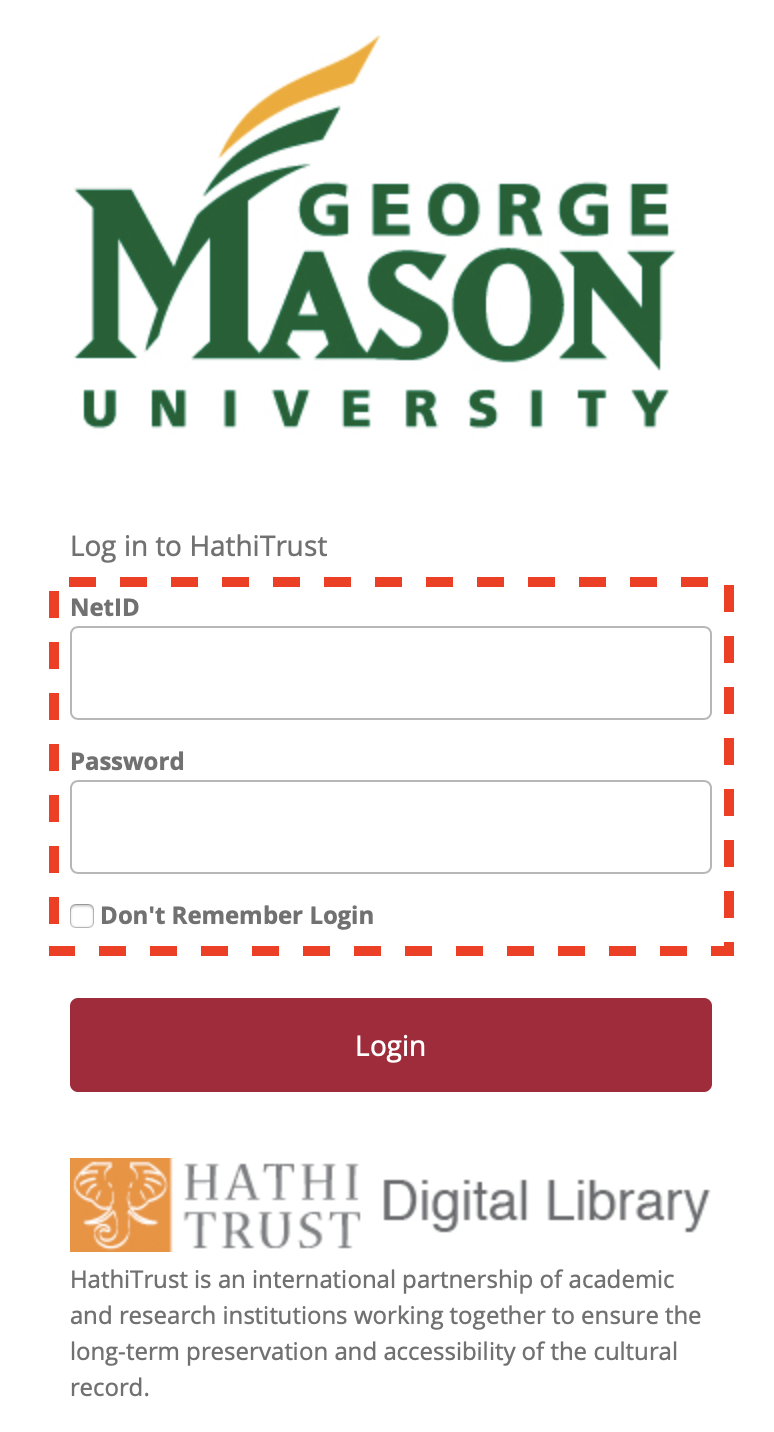 GEORGE
MASON
UNIVERSITY
Log in to HathiTrust
NetID
Password
Don't Remember Login
Login
HATHI
TRUST
Digital Library
HathiTrust is an international partnership of academic
and research institutions working together to ensure the
long-term preservation and accessibility of the cultural
record.